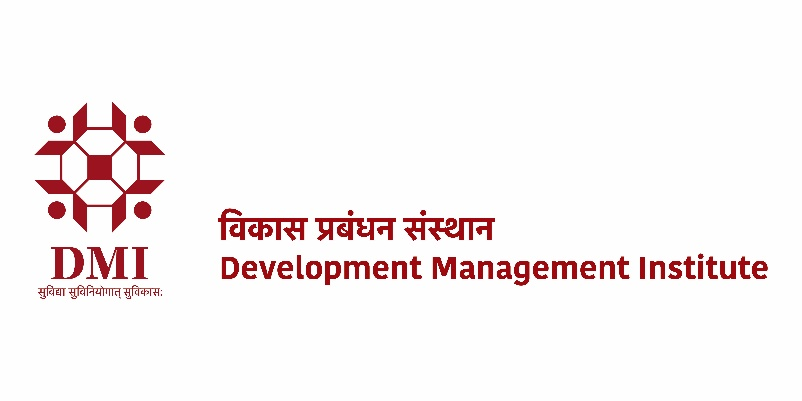 DMI
सुविद्या सुविनियोगात् सुविकासः
विकास प्रबंधन संस्थान
Development Management Institute